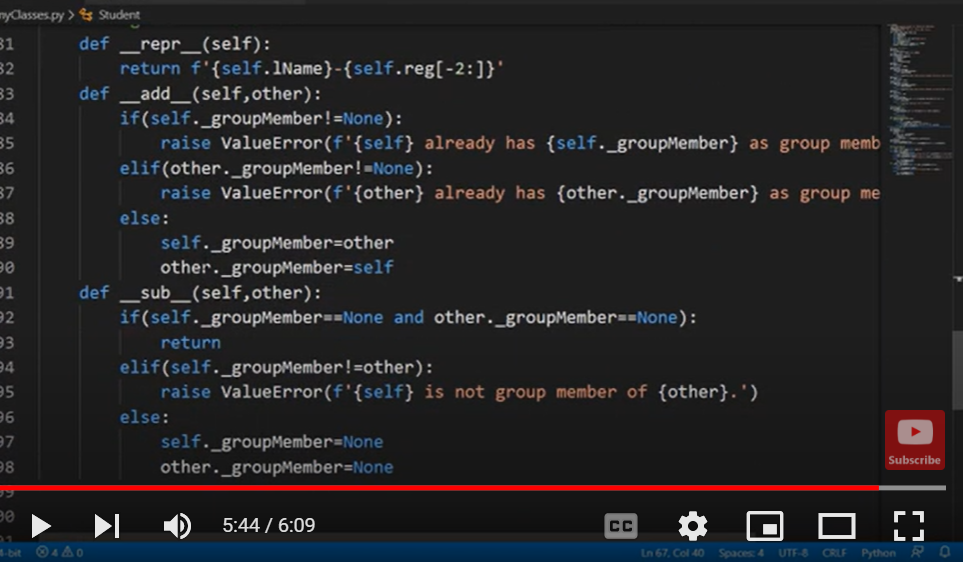 nyClasses.py > Student
81 def __repr__(self):
82 return f'{self.lName}-{self.reg[-2:]}'
83 def __add__(self,other):
84 if(self._groupMember!=None):
85 raise ValueError(f'{self} already has {self._groupMember} as group memb
86 elif(other._groupMember!=None):
87 raise ValueError(f'{other} already has {other._groupMember} as group me
88 else:
89 self._groupMember=other
90 other._groupMember=self
91 def __sub__(self,other):
92 if(self._groupMember==None and other._groupMember==None):
93 return
94 elif(self._groupMember!=other):
95 raise ValueError(f'{self} is not group member of {other}.')
96 else:
97 self._groupMember=None
98 other._groupMember=None
99
Subscribe
5:44 / 6:09
CC
4-bit 4 0 Ln 67, Col 40 Spaces: 4 UTF-8 CRLF Python